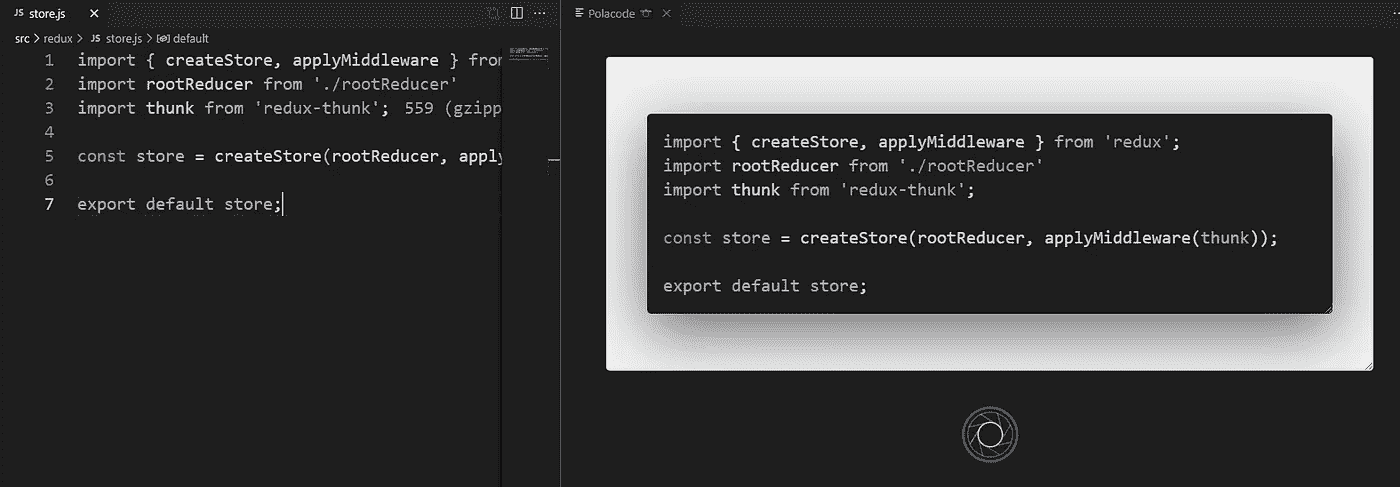 JS store.js
src > redux > JS store.js > default
1 import { createStore, applyMiddleware } from
2 import rootReducer from './rootReducer'
3 import thunk from 'redux-thunk'; 559 (gzipp
4
5 const store = createStore(rootReducer, apply
6
7 export default store;
Polacode
import { createStore, applyMiddleware } from 'redux';
import rootReducer from './rootReducer'
import thunk from 'redux-thunk';
const store = createStore(rootReducer, applyMiddleware(thunk));
export default store;